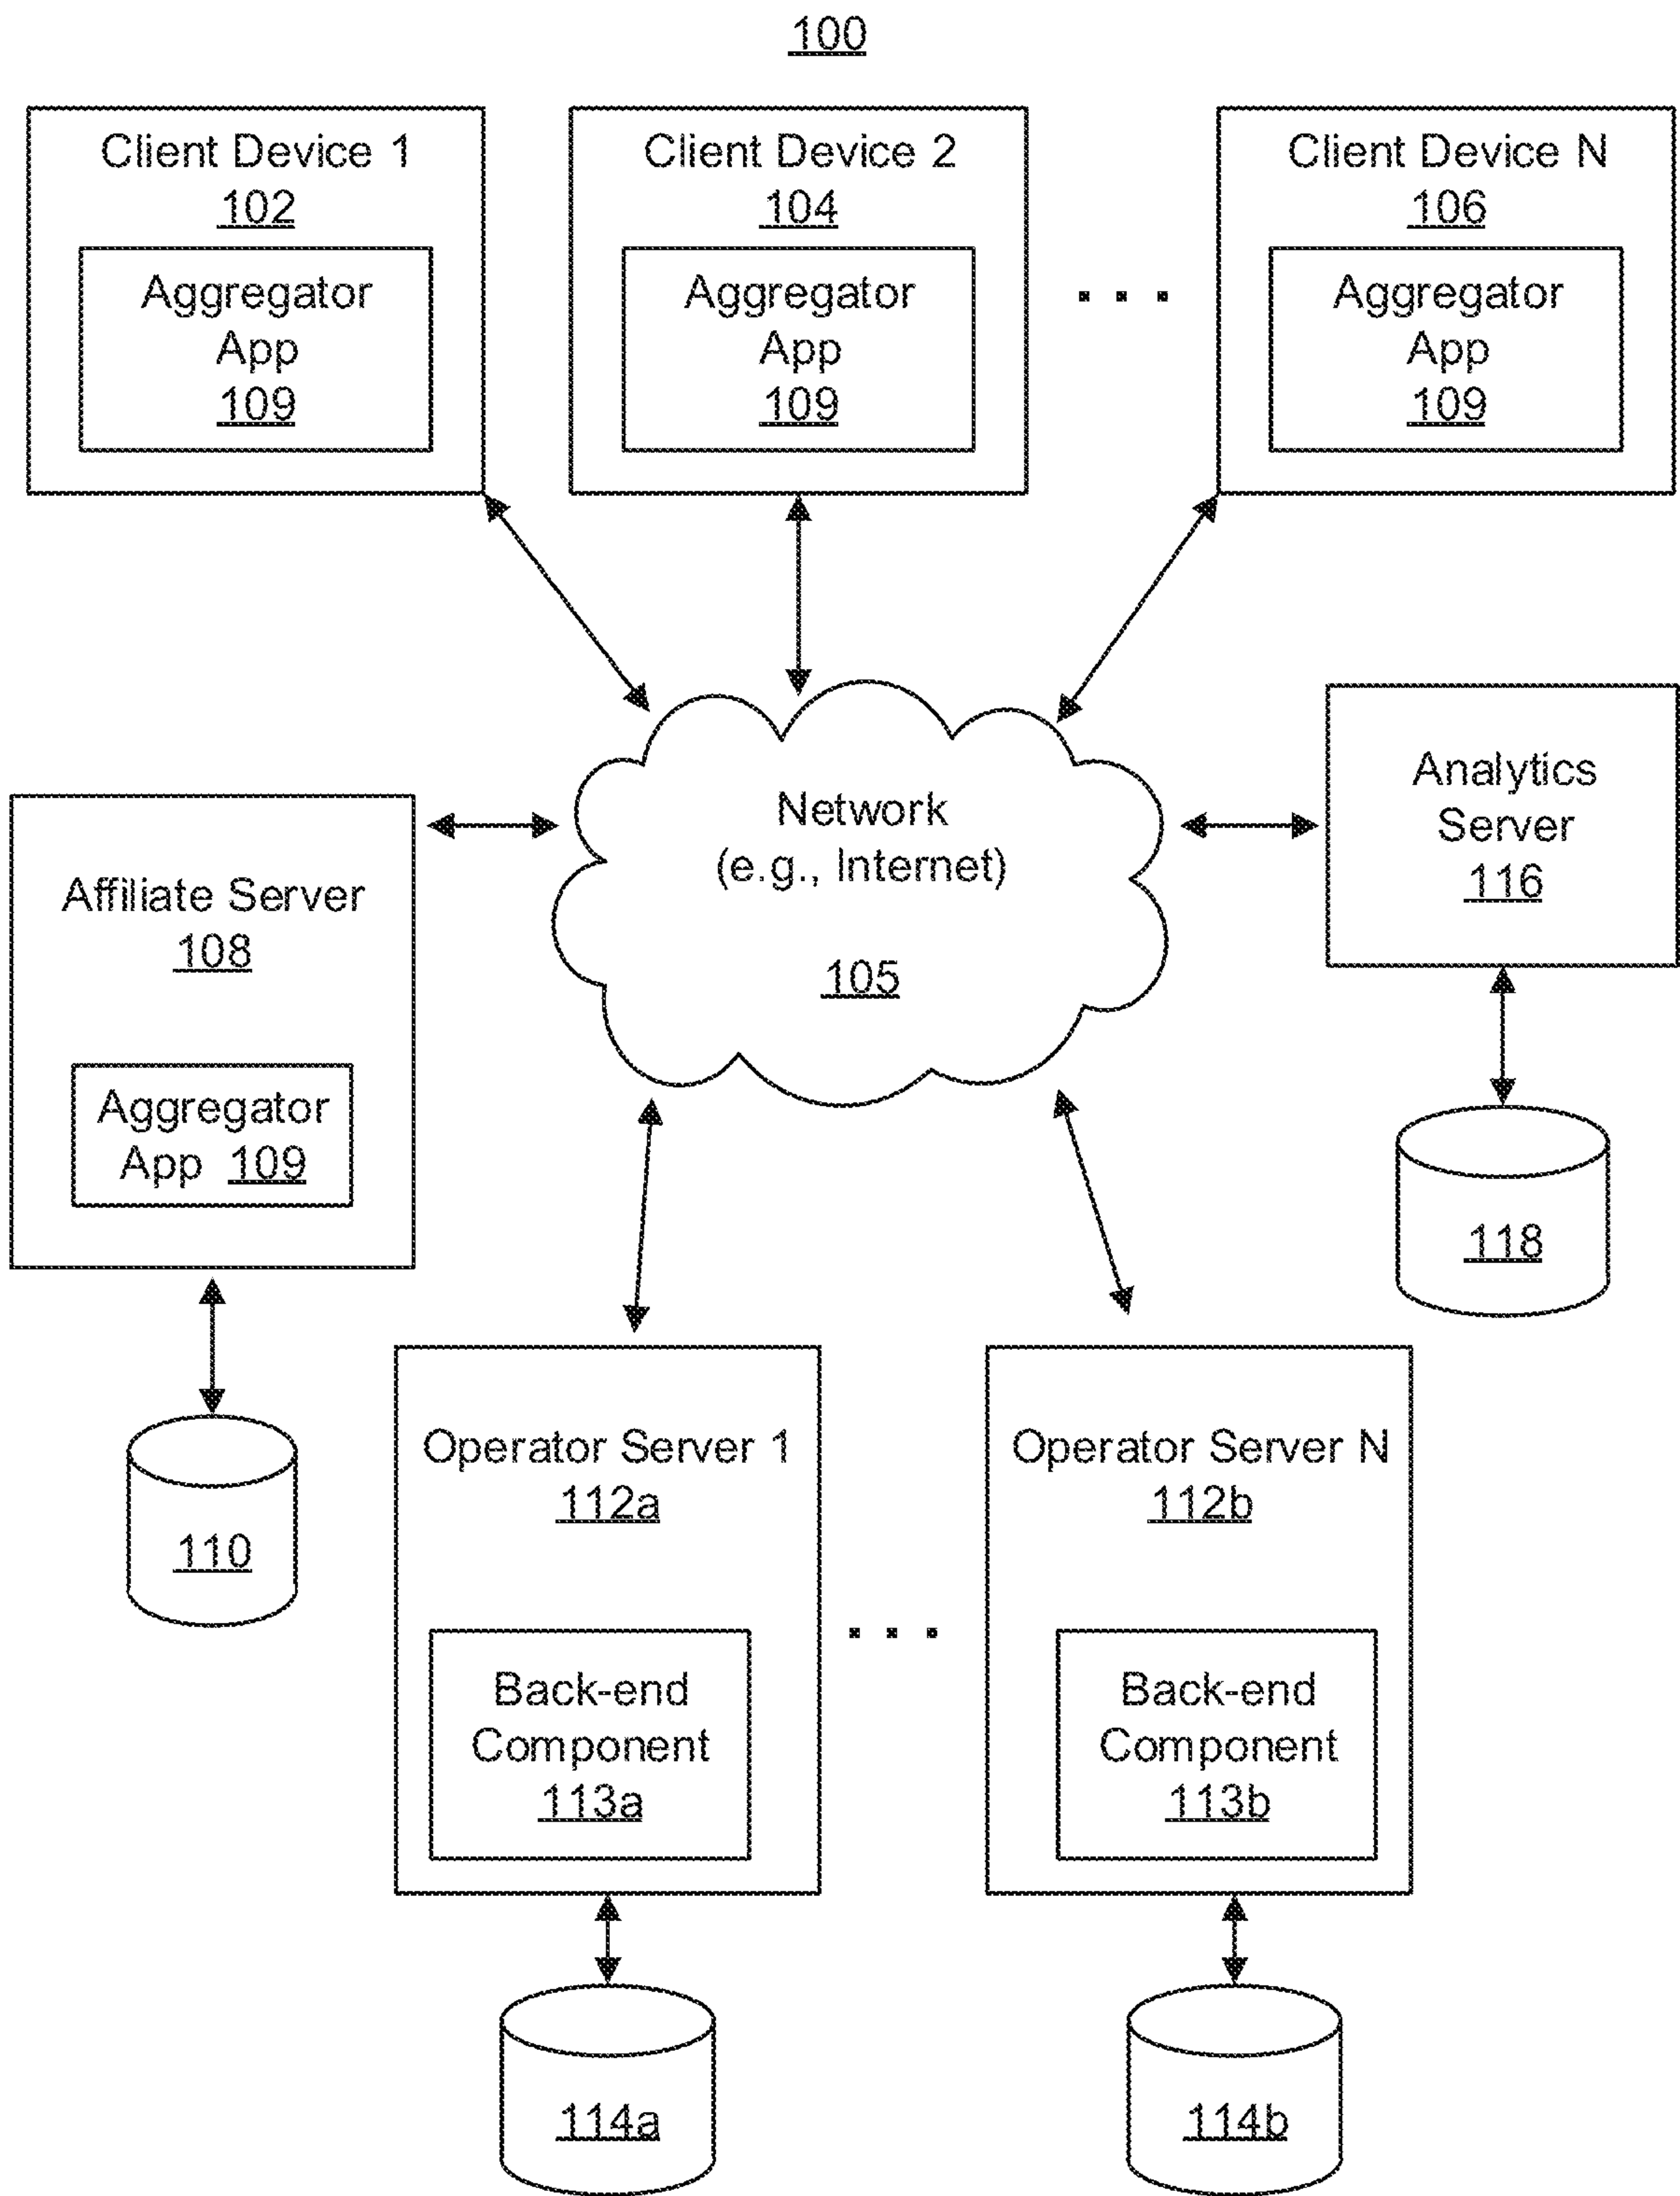 100
Client Device 1
102
Aggregator
App
109
Client Device 2
104
Aggregator
App
109
. . .
Client Device N
106
Aggregator
App
109
Network
(e.g., Internet)
105
Analytics
Server
116
118
Affiliate Server
108
Aggregator
App 109
110
Operator Server 1
112a
Back-end
Component
113a
114a
. . .
Operator Server N
112b
Back-end
Component
113b
114b